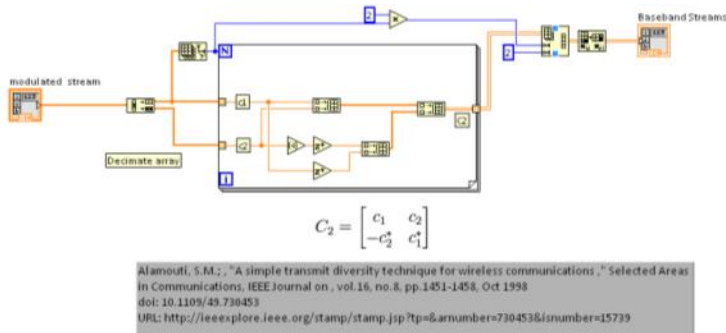 2
Baseband Streams
N
2
modulated stream
c1
c2
C2
Decimate array
i
C₂ = [c₁ c₂
-c₂* c₁*]
Alamouti, S.M.; , "A simple transmit diversity technique for wireless communications ," Selected Areas
in Communications, IEEE Journal on , vol.16, no.8, pp.1451-1458, Oct 1998
doi: 10.1109/49.730453
URL: http://ieeexplore.ieee.org/stamp/stamp.jsp?tp=&arnumber=730453&isnumber=15739